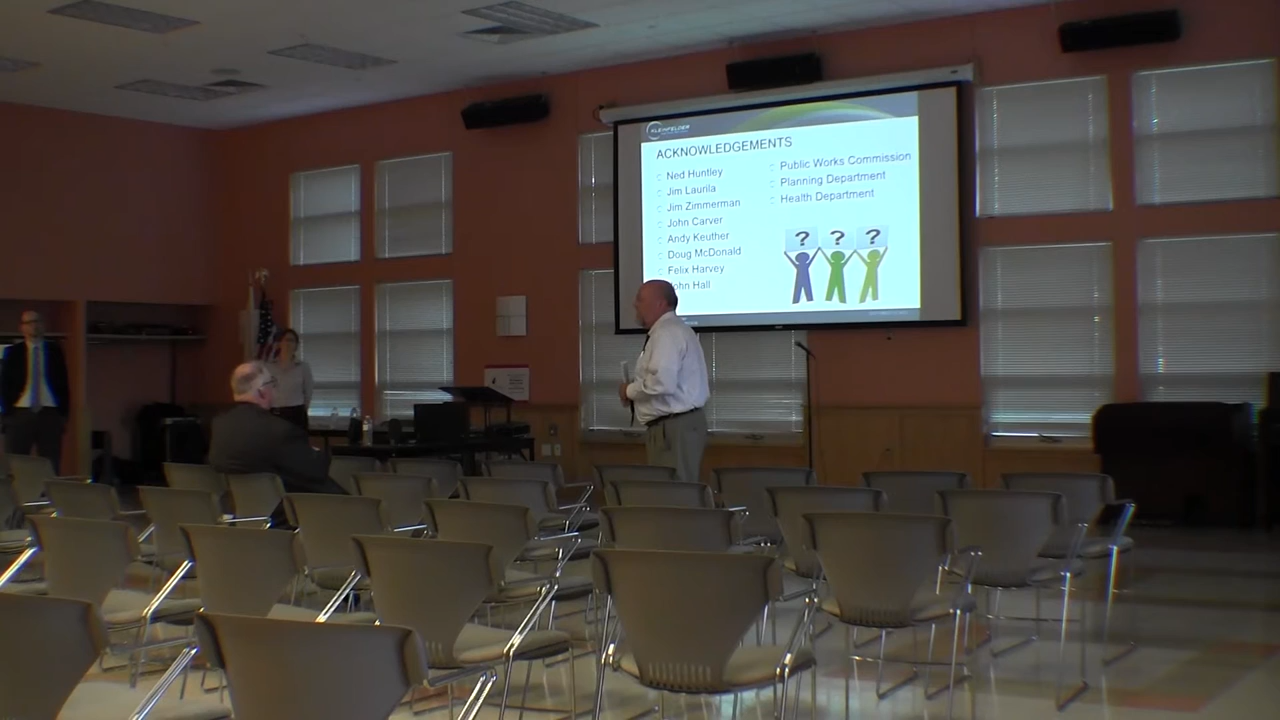 KLEINFELDER
ACKNOWLEDGEMENTS
Ned Huntley
Jim Laurila
Jim Zimmerman
John Carver
Andy Keuther
Doug McDonald
Felix Harvey
John Hall
Public Works Commission
Planning Department
Health Department
? ? ?